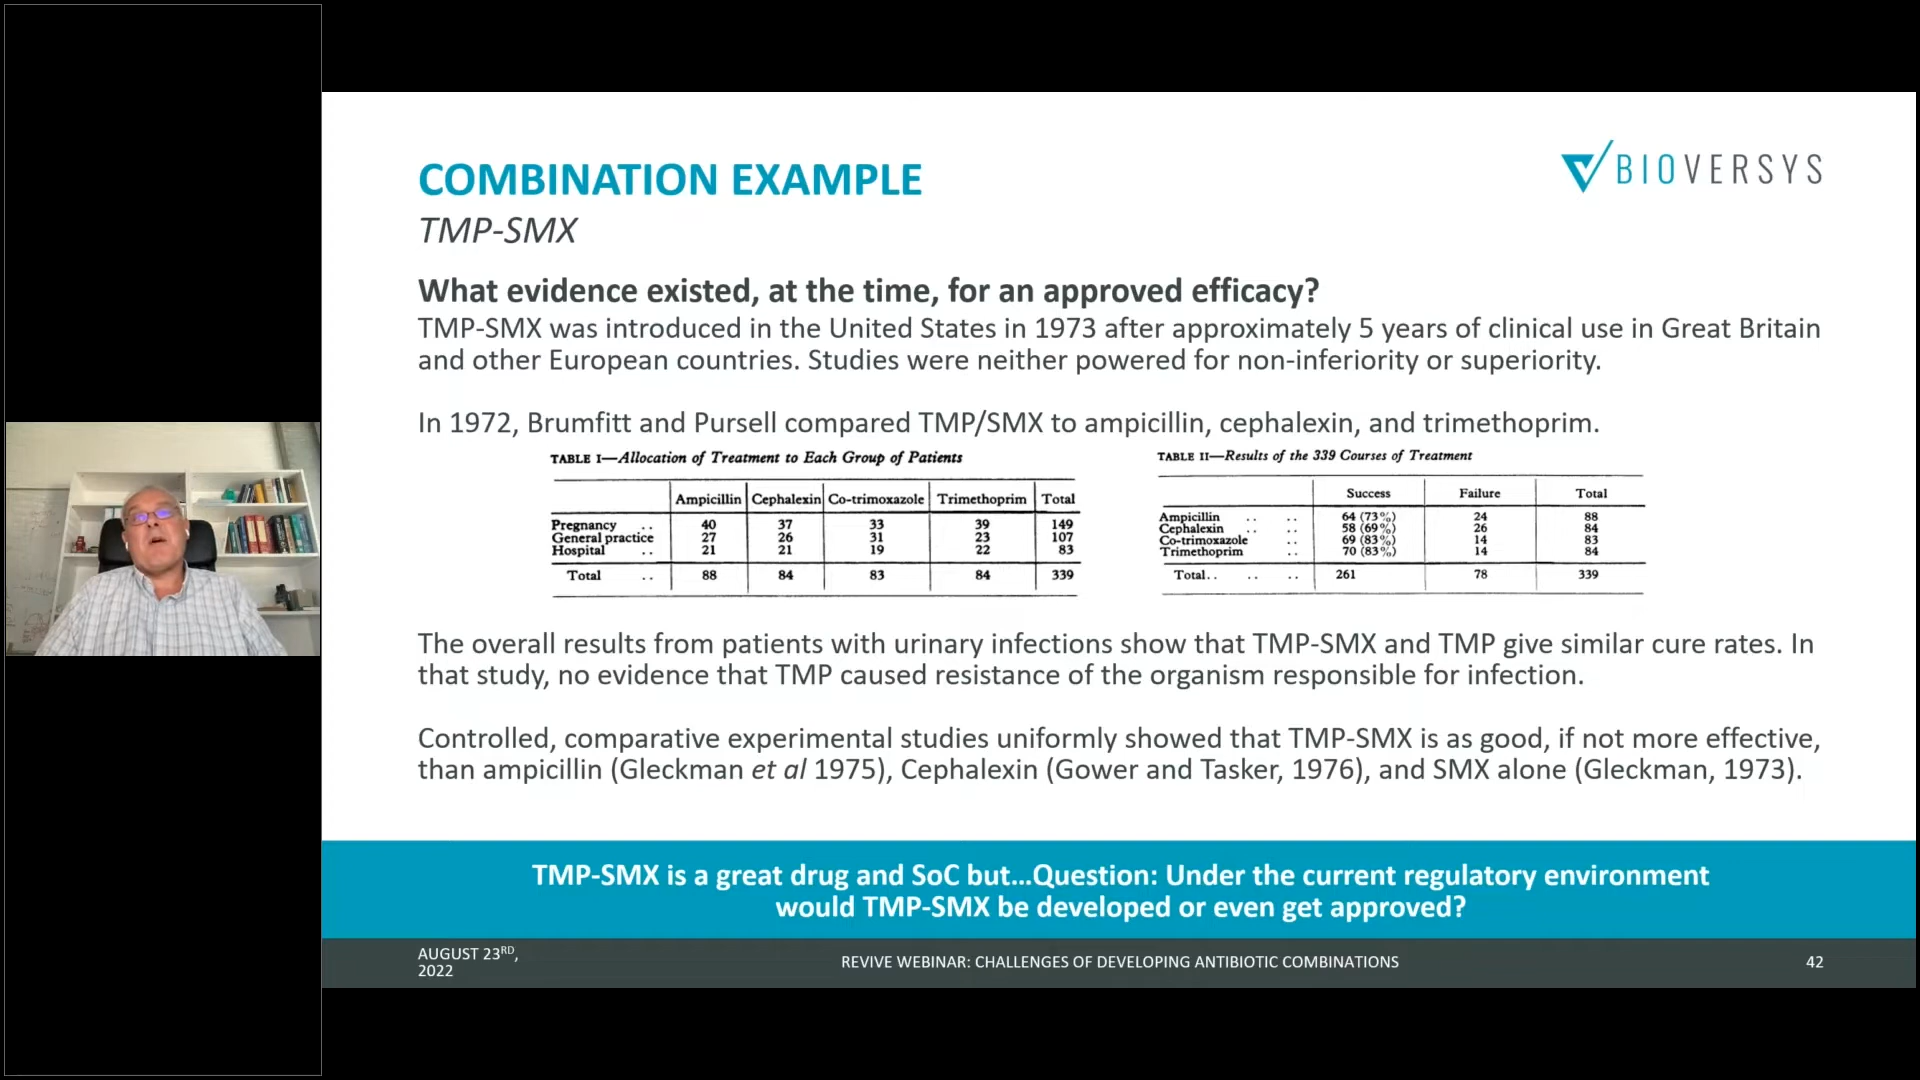 COMBINATION EXAMPLE
BIOVERSYS
TMP-SMX
What evidence existed, at the time, for an approved efficacy?
TMP-SMX was introduced in the United States in 1973 after approximately 5 years of clinical use in Great Britain
and other European countries. Studies were neither powered for non-inferiority or superiority.
In 1972, Brumfitt and Pursell compared TMP/SMX to ampicillin, cephalexin, and trimethoprim.
TABLE I—Allocation of Treatment to Each Group of Patients
Ampicillin Cephalexin Co-trimoxazole Trimethoprim Total
Pregnancy .. 40 37 33 39 149
General practice 27 26 31 23 107
Hospital .. 21 21 19 22 83
Total .. 88 84 83 84 339
TABLE II—Results of the 339 Courses of Treatment
Success Failure Total
Ampicillin .. .. 64 (73%) 24 88
Cephalexin .. .. 58 (69%) 26 84
Co-trimoxazole .. 69 (83%) 14 83
Trimethoprim .. 70 (83%) 14 84
Total.. .. .. 261 78 339
The overall results from patients with urinary infections show that TMP-SMX and TMP give similar cure rates. In
that study, no evidence that TMP caused resistance of the organism responsible for infection.
Controlled, comparative experimental studies uniformly showed that TMP-SMX is as good, if not more effective,
than ampicillin (Gleckman et al 1975), Cephalexin (Gower and Tasker, 1976), and SMX alone (Gleckman, 1973).
TMP-SMX is a great drug and SoC but...Question: Under the current regulatory environment
would TMP-SMX be developed or even get approved?
AUGUST 23RD,
2022
REVIVE WEBINAR: CHALLENGES OF DEVELOPING ANTIBIOTIC COMBINATIONS
42